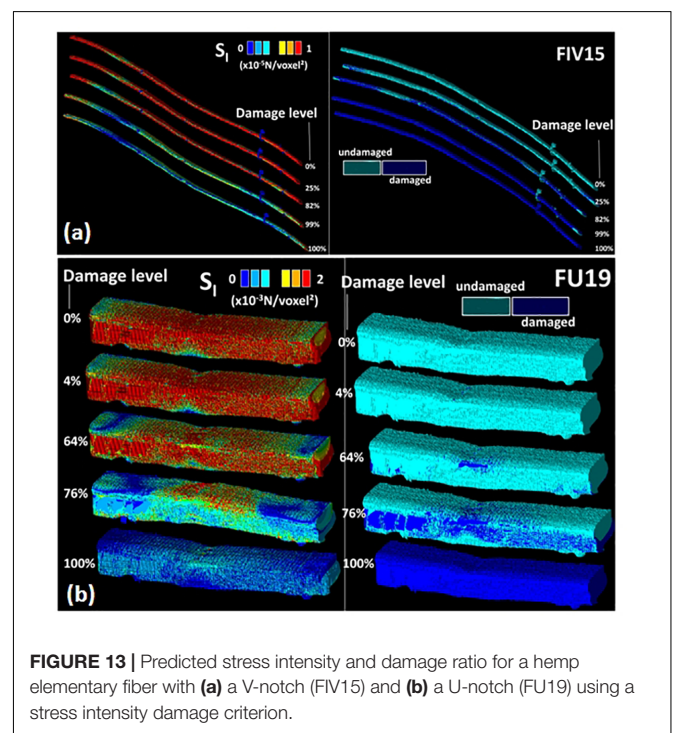 S_I 0 1
(x10⁻⁵N/voxel²)
Damage level
0%
25%
82%
99%
100%
(a)
FIV15
Damage level
undamaged
damaged
0%
25%
82%
99%
100%
Damage level
S_I 0 2
(x10⁻³N/voxel²)
0%
4%
64%
76%
100%
(b)
Damage level
FU19
undamaged
damaged
0%
4%
64%
76%
100%
FIGURE 13 | Predicted stress intensity and damage ratio for a hemp
elementary fiber with (a) a V-notch (FIV15) and (b) a U-notch (FU19) using a
stress intensity damage criterion.